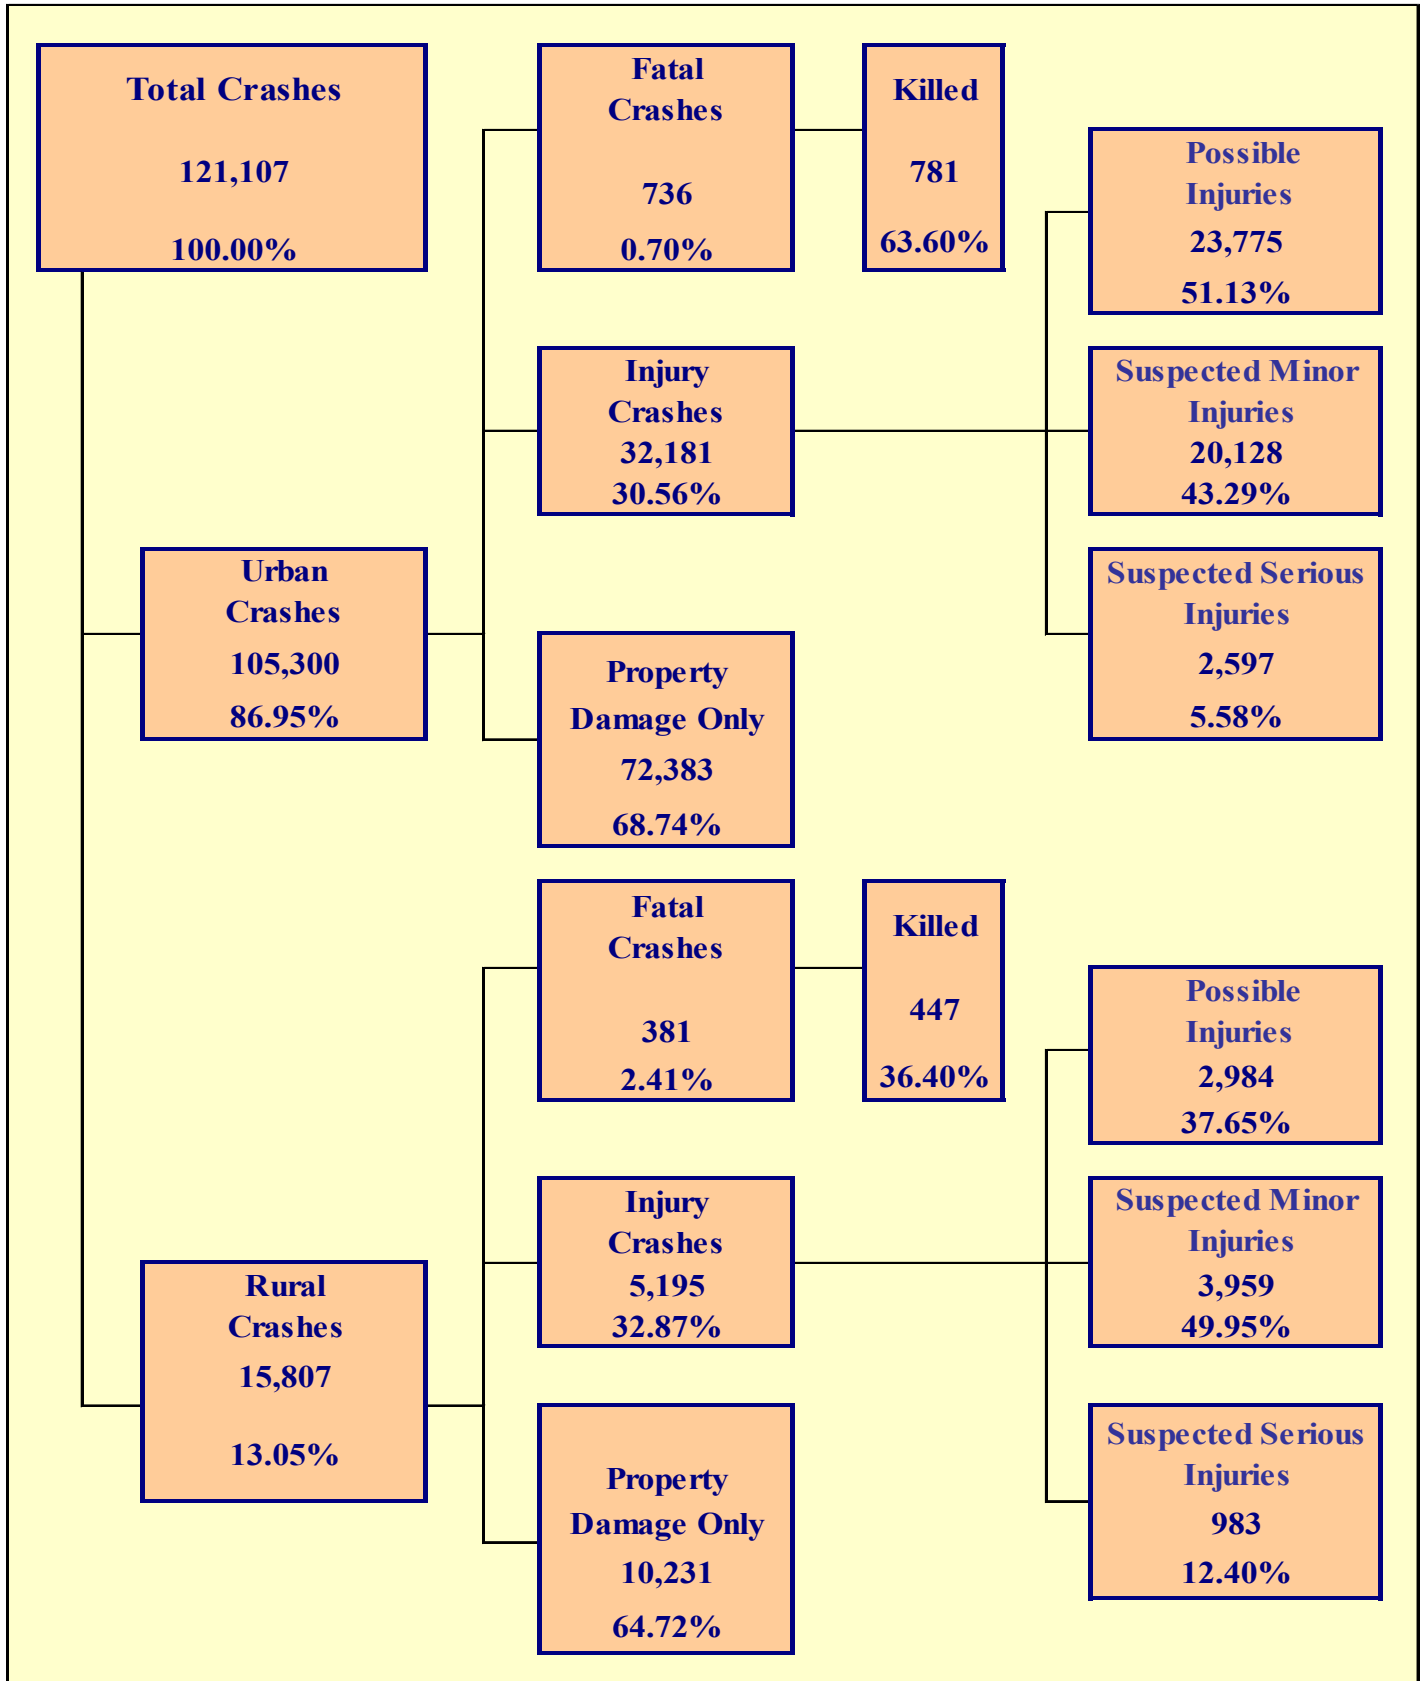 Total Crashes
121,107
100.00%
Fatal
Crashes
736
0.70%
Killed
781
63.60%
Possible
Injuries
23,775
51.13%
Injury
Crashes
32,181
30.56%
Suspected Minor
Injuries
20,128
43.29%
Urban
Crashes
105,300
86.95%
Suspected Serious
Injuries
2,597
5.58%
Property
Damage Only
72,383
68.74%
Fatal
Crashes
381
2.41%
Killed
447
36.40%
Possible
Injuries
2,984
37.65%
Injury
Crashes
5,195
32.87%
Suspected Minor
Injuries
3,959
49.95%
Rural
Crashes
15,807
13.05%
Property
Damage Only
10,231
64.72%
Suspected Serious
Injuries
983
12.40%